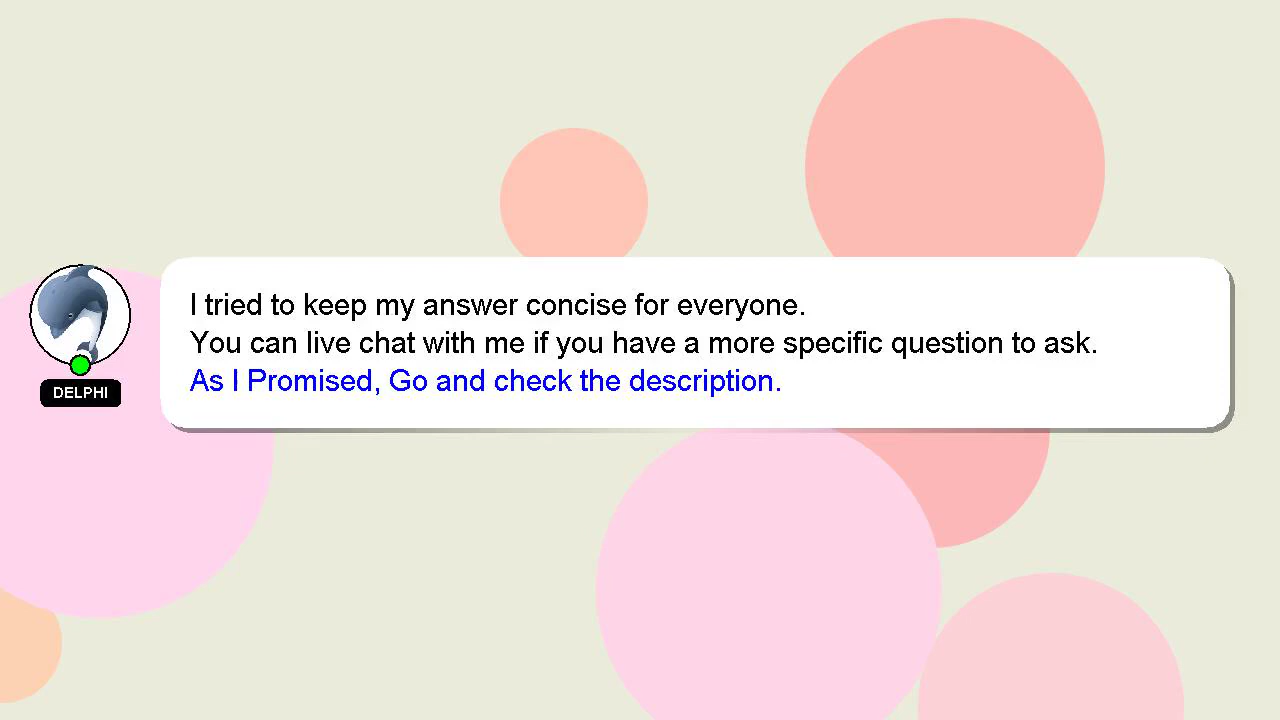 I tried to keep my answer concise for everyone.
You can live chat with me if you have a more specific question to ask.
As I Promised, Go and check the description.
DELPHI